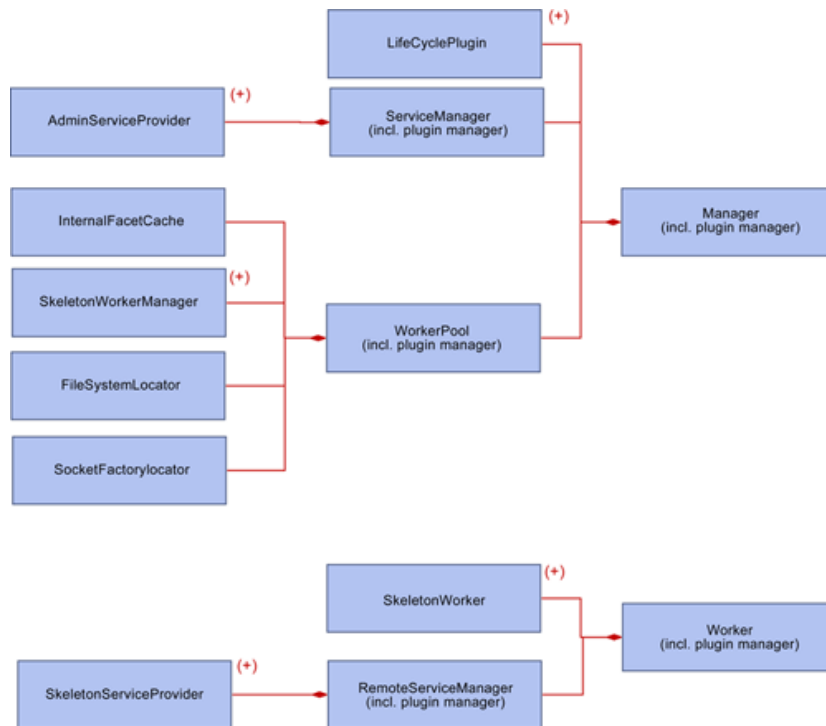 (+)
LifeCyclePlugin
(+)
AdminServiceProvider
ServiceManager
(incl. plugin manager)
InternalFacetCache
Manager
(incl. plugin manager)
(+)
SkeletonWorkerManager
WorkerPool
(incl. plugin manager)
FileSystemLocator
SocketFactorylocator
(+)
SkeletonWorker
Worker
(incl. plugin manager)
(+)
SkeletonServiceProvider
RemoteServiceManager
(incl. plugin manager)